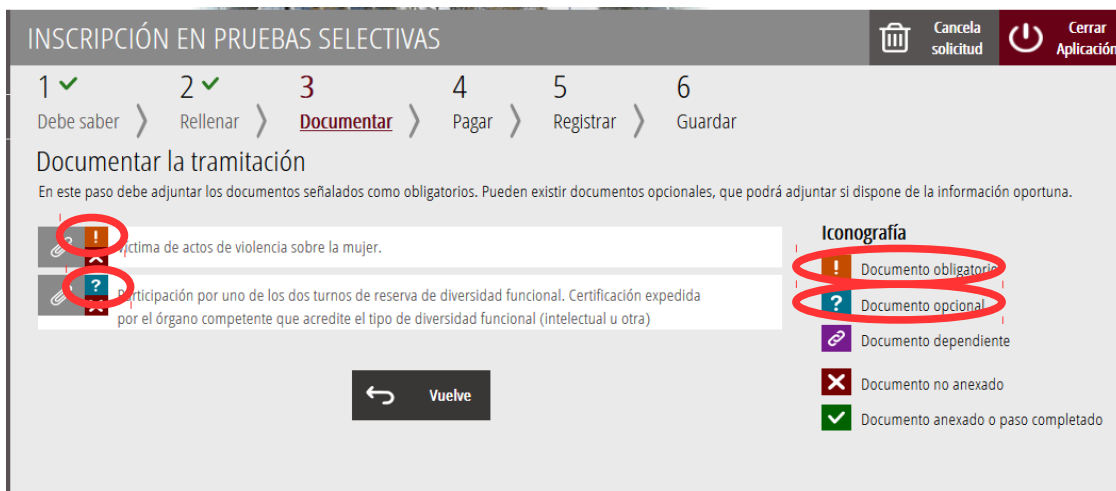 INSCRIPCIÓN EN PRUEBAS SELECTIVAS
Cancela
solicitud
Cerrar
Aplicación
1 2 3 4 5 6
Debe saber Rellenar Documentar Pagar Registrar Guardar
Documentar la tramitación
En este paso debe adjuntar los documentos señalados como obligatorios. Pueden existir documentos opcionales, que podrá adjuntar si dispone de la información oportuna.
! Víctima de actos de violencia sobre la mujer.
? Participación por uno de los dos turnos de reserva de diversidad funcional. Certificación expedida
por el órgano competente que acredite el tipo de diversidad funcional (intelectual u otra)
Vuelve
Iconografía
! Documento obligatorio
? Documento opcional
Documento dependiente
Documento no anexado
Documento anexado o paso completado